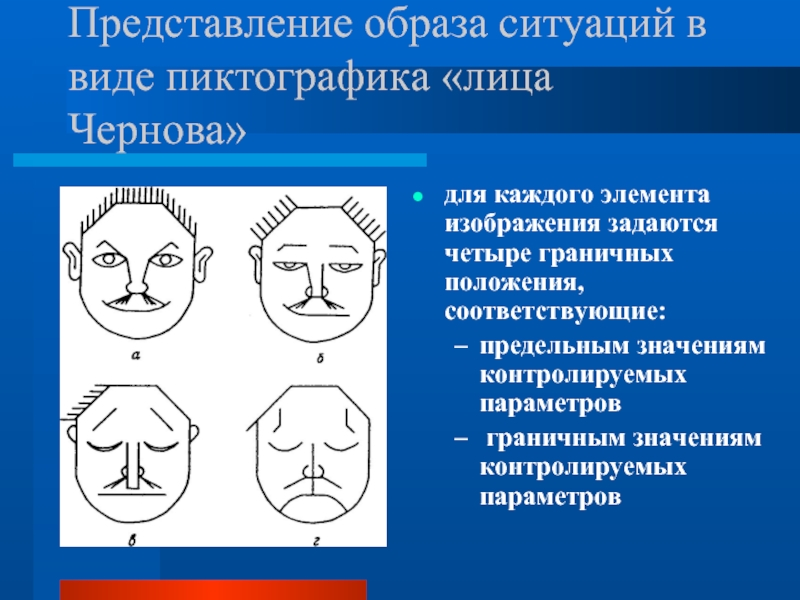 Представление образа ситуаций в
виде пиктографика «лица
Чернова»
для каждого элемента
изображения задаются
четыре граничных
положения,
соответствующие:
– предельным значениям
контролируемых
параметров
– граничным значениям
контролируемых
параметров
а
б
в
г